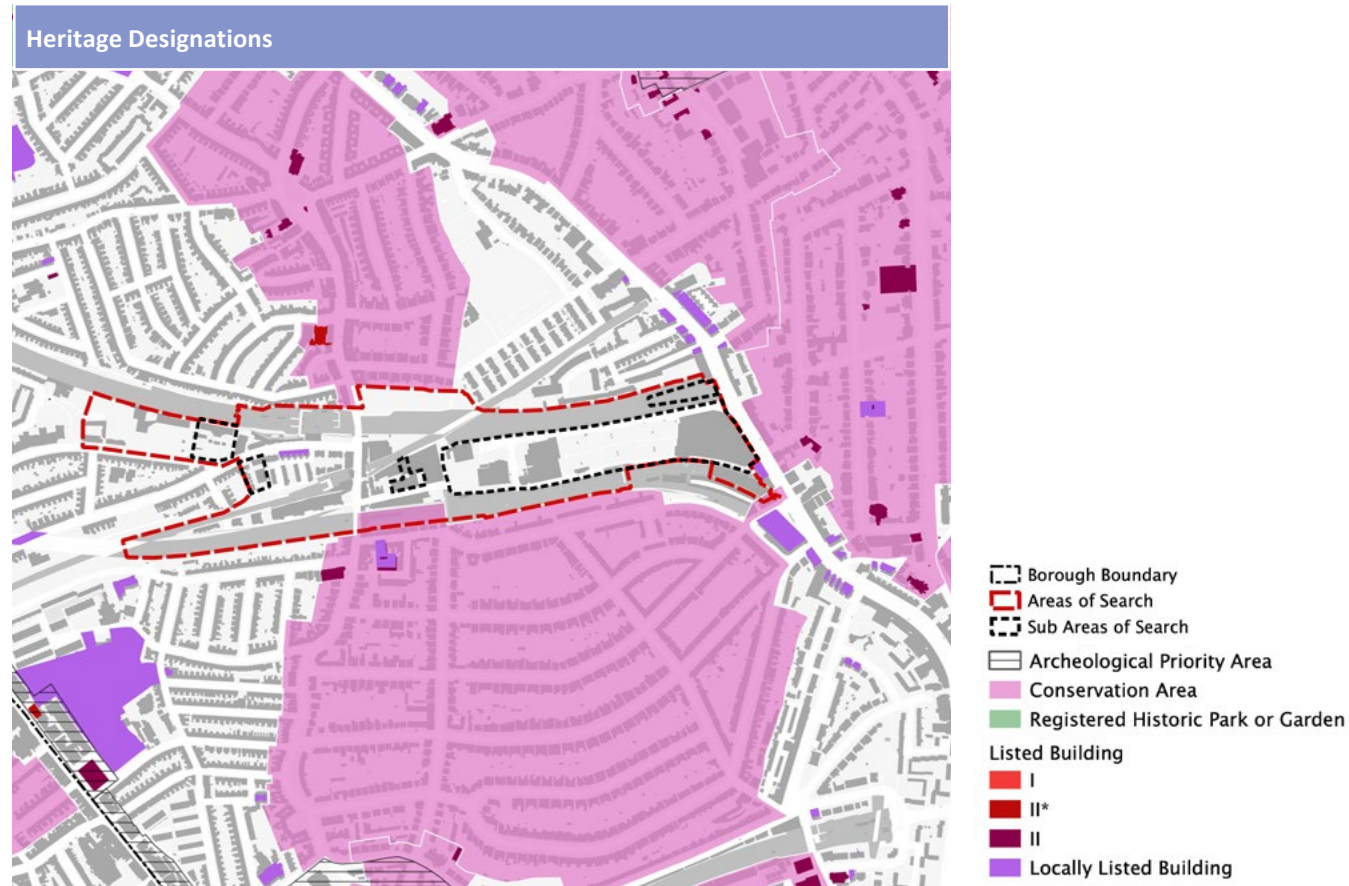 Heritage Designations
Borough Boundary
Areas of Search
Sub Areas of Search
Archeological Priority Area
Conservation Area
Registered Historic Park or Garden
Listed Building
I
II*
II
Locally Listed Building